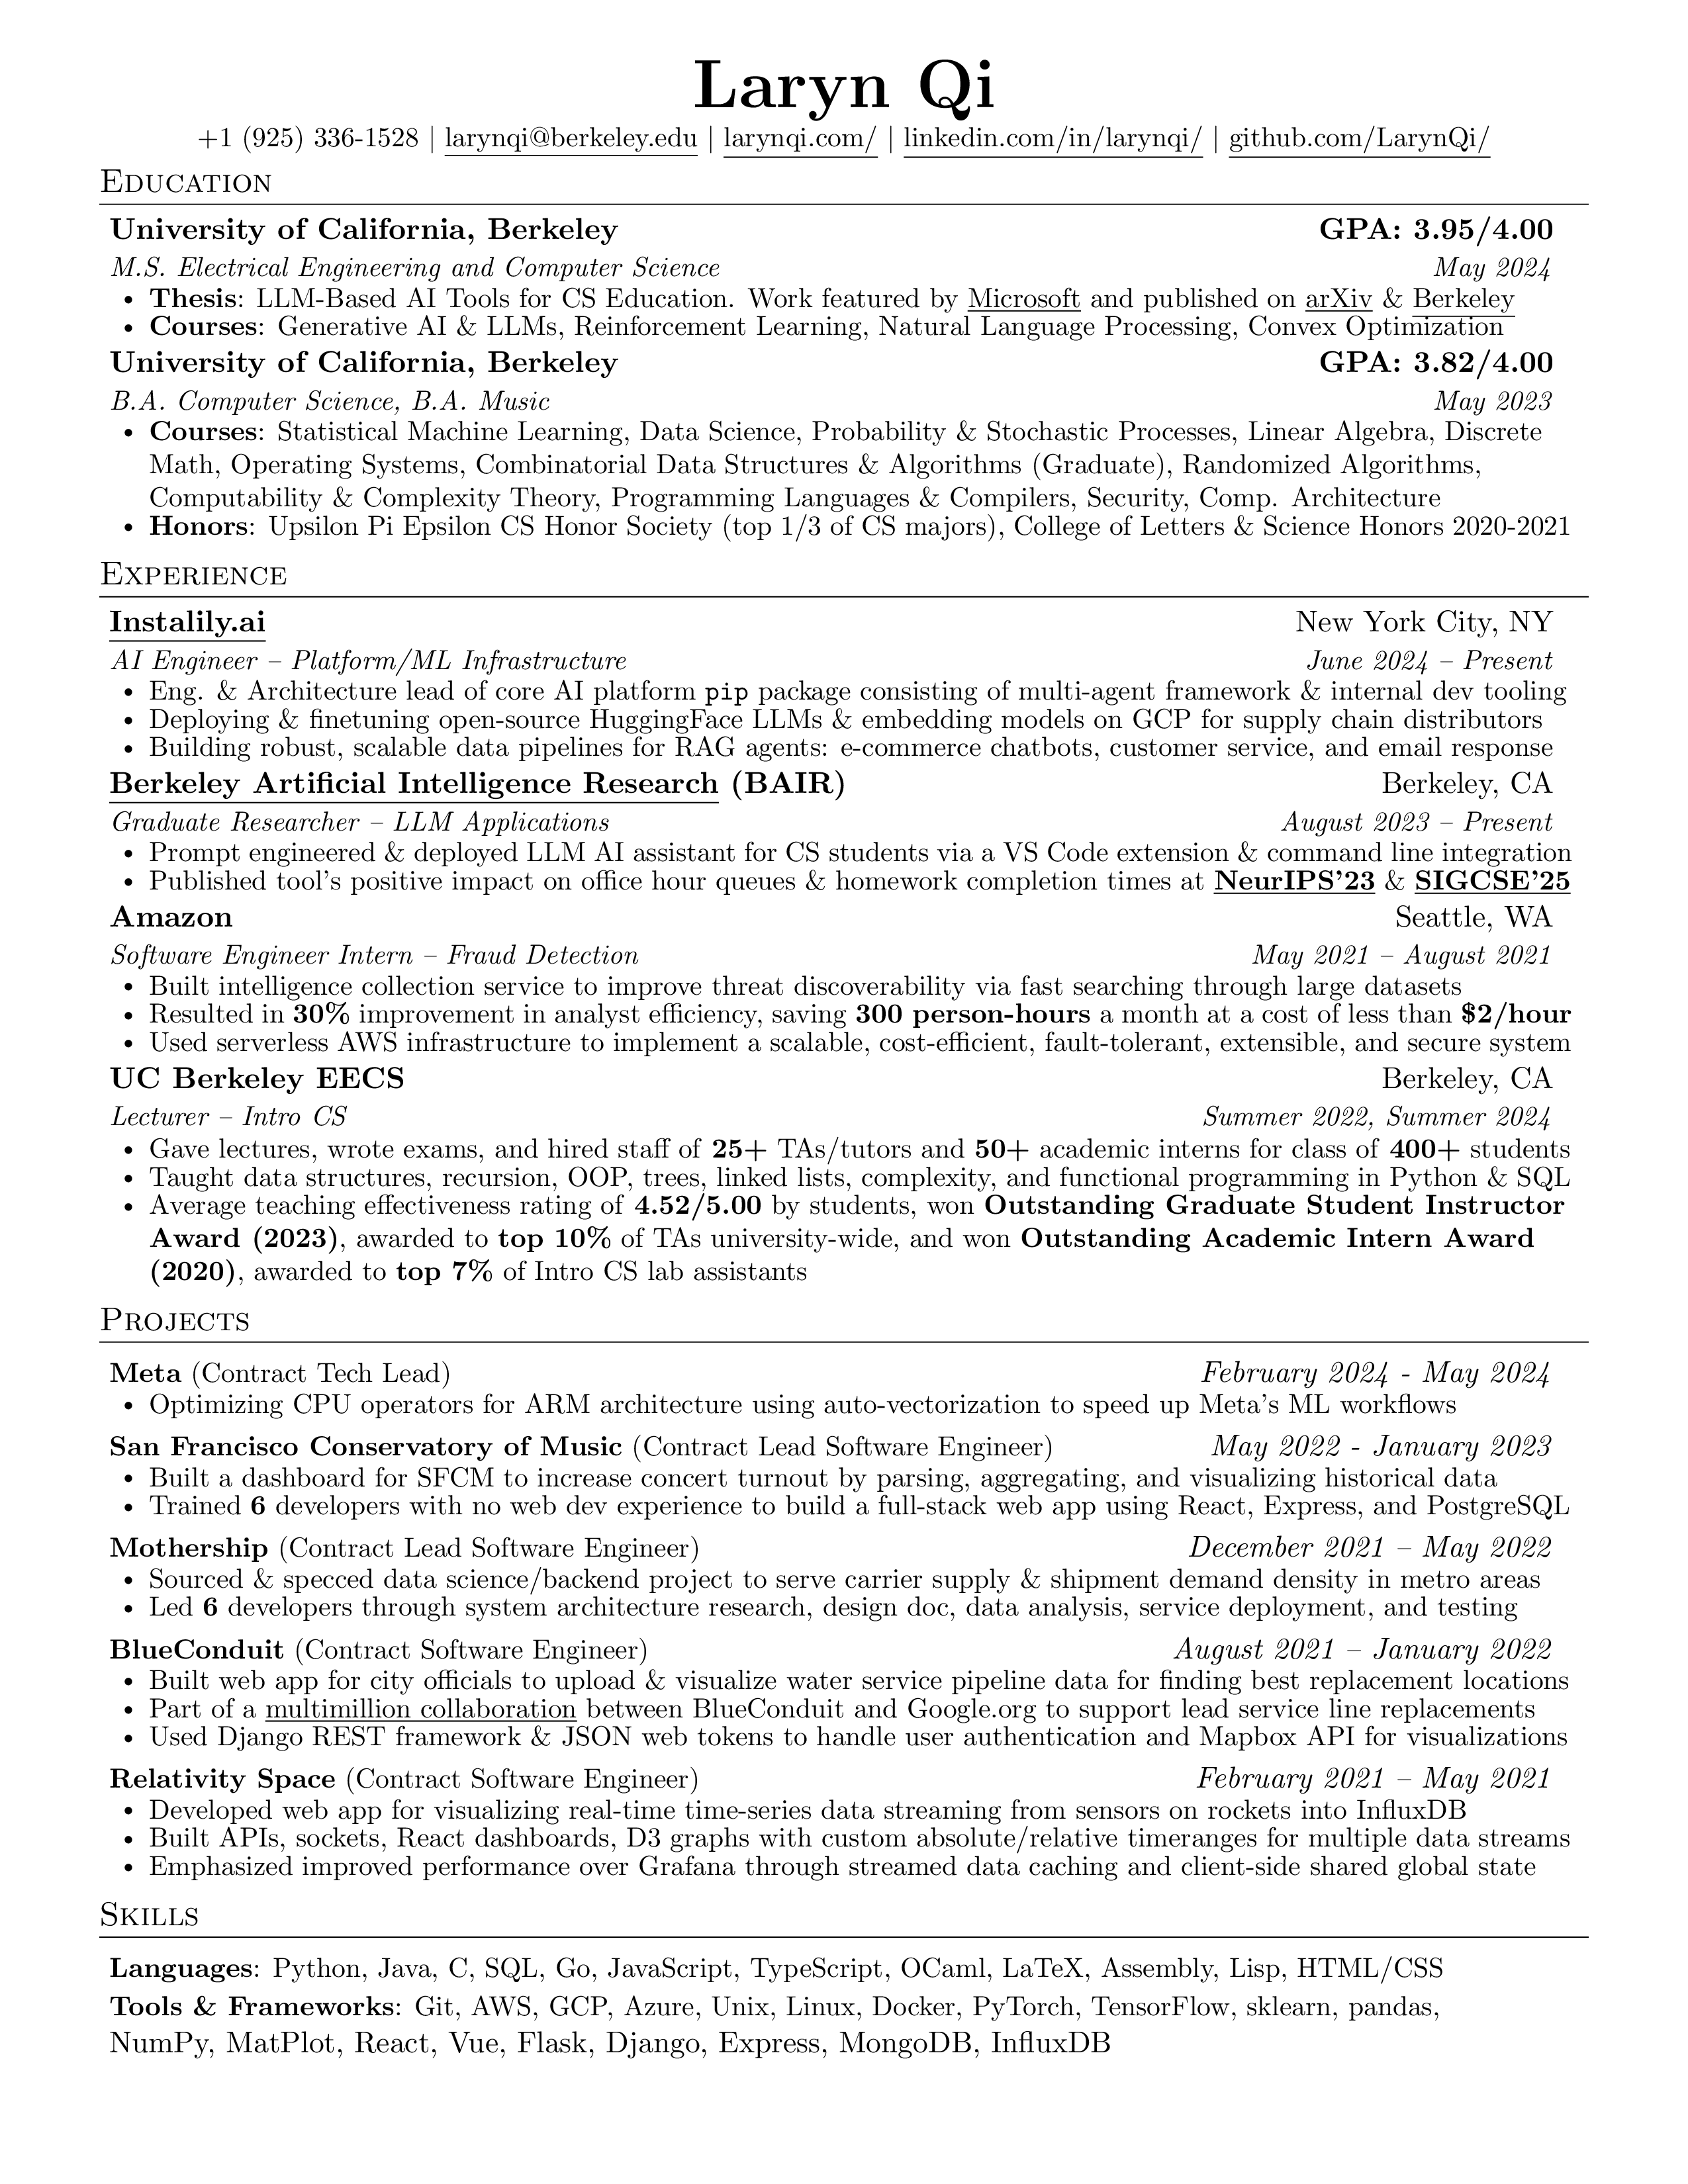 Laryn Qi
+1 (925) 336-1528 | larynqi@berkeley.edu | larynqi.com/ | linkedin.com/in/larynqi/ | github.com/LarynQi/
Education
University of California, Berkeley GPA: 3.95/4.00
M.S. Electrical Engineering and Computer Science May 2024
• Thesis: LLM-Based AI Tools for CS Education. Work featured by Microsoft and published on arXiv & Berkeley
• Courses: Generative AI & LLMs, Reinforcement Learning, Natural Language Processing, Convex Optimization
University of California, Berkeley GPA: 3.82/4.00
B.A. Computer Science, B.A. Music May 2023
• Courses: Statistical Machine Learning, Data Science, Probability & Stochastic Processes, Linear Algebra, Discrete
Math, Operating Systems, Combinatorial Data Structures & Algorithms (Graduate), Randomized Algorithms,
Computability & Complexity Theory, Programming Languages & Compilers, Security, Comp. Architecture
• Honors: Upsilon Pi Epsilon CS Honor Society (top 1/3 of CS majors), College of Letters & Science Honors 2020-2021
Experience
Instalily.ai New York City, NY
AI Engineer – Platform/ML Infrastructure June 2024 – Present
• Eng. & Architecture lead of core AI platform pip package consisting of multi-agent framework & internal dev tooling
• Deploying & finetuning open-source HuggingFace LLMs & embedding models on GCP for supply chain distributors
• Building robust, scalable data pipelines for RAG agents: e-commerce chatbots, customer service, and email response
Berkeley Artificial Intelligence Research (BAIR) Berkeley, CA
Graduate Researcher – LLM Applications August 2023 – Present
• Prompt engineered & deployed LLM AI assistant for CS students via a VS Code extension & command line integration
• Published tool's positive impact on office hour queues & homework completion times at NeurIPS'23 & SIGCSE'25
Amazon Seattle, WA
Software Engineer Intern – Fraud Detection May 2021 – August 2021
• Built intelligence collection service to improve threat discoverability via fast searching through large datasets
• Resulted in 30% improvement in analyst efficiency, saving 300 person-hours a month at a cost of less than $2/hour
• Used serverless AWS infrastructure to implement a scalable, cost-efficient, fault-tolerant, extensible, and secure system
UC Berkeley EECS Berkeley, CA
Lecturer – Intro CS Summer 2022, Summer 2024
• Gave lectures, wrote exams, and hired staff of 25+ TAs/tutors and 50+ academic interns for class of 400+ students
• Taught data structures, recursion, OOP, trees, linked lists, complexity, and functional programming in Python & SQL
• Average teaching effectiveness rating of 4.52/5.00 by students, won Outstanding Graduate Student Instructor
Award (2023), awarded to top 10% of TAs university-wide, and won Outstanding Academic Intern Award
(2020), awarded to top 7% of Intro CS lab assistants
Projects
Meta (Contract Tech Lead) February 2024 - May 2024
• Optimizing CPU operators for ARM architecture using auto-vectorization to speed up Meta's ML workflows
San Francisco Conservatory of Music (Contract Lead Software Engineer) May 2022 - January 2023
• Built a dashboard for SFCM to increase concert turnout by parsing, aggregating, and visualizing historical data
• Trained 6 developers with no web dev experience to build a full-stack web app using React, Express, and PostgreSQL
Mothership (Contract Lead Software Engineer) December 2021 – May 2022
• Sourced & specced data science/backend project to serve carrier supply & shipment demand density in metro areas
• Led 6 developers through system architecture research, design doc, data analysis, service deployment, and testing
BlueConduit (Contract Software Engineer) August 2021 – January 2022
• Built web app for city officials to upload & visualize water service pipeline data for finding best replacement locations
• Part of a multimillion collaboration between BlueConduit and Google.org to support lead service line replacements
• Used Django REST framework & JSON web tokens to handle user authentication and Mapbox API for visualizations
Relativity Space (Contract Software Engineer) February 2021 – May 2021
• Developed web app for visualizing real-time time-series data streaming from sensors on rockets into InfluxDB
• Built APIs, sockets, React dashboards, D3 graphs with custom absolute/relative timeranges for multiple data streams
• Emphasized improved performance over Grafana through streamed data caching and client-side shared global state
Skills
Languages: Python, Java, C, SQL, Go, JavaScript, TypeScript, OCaml, LaTeX, Assembly, Lisp, HTML/CSS
Tools & Frameworks: Git, AWS, GCP, Azure, Unix, Linux, Docker, PyTorch, TensorFlow, sklearn, pandas,
NumPy, MatPlot, React, Vue, Flask, Django, Express, MongoDB, InfluxDB